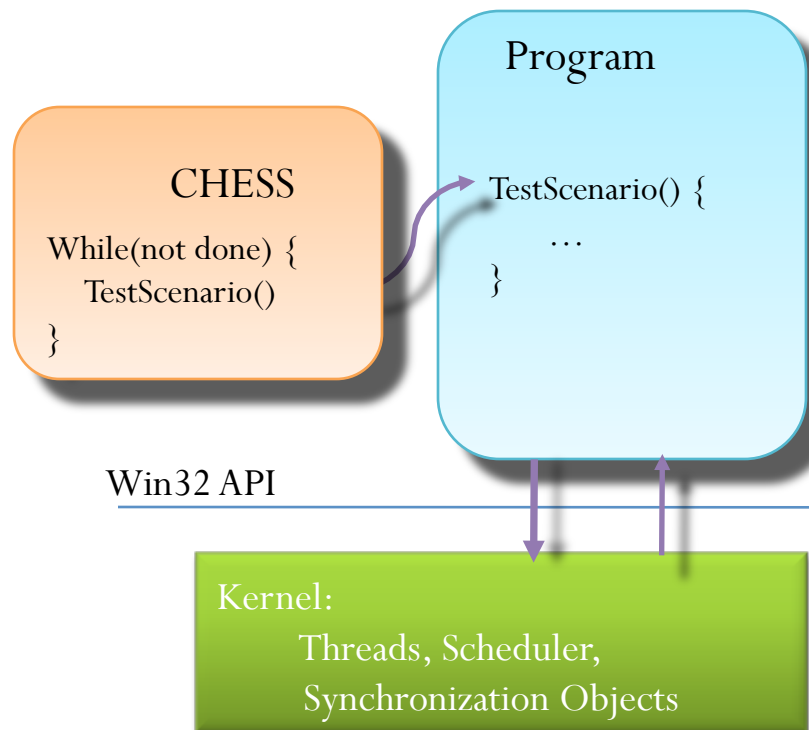 Program
TestScenario() {
...
}
CHESS
While(not done) {
TestScenario()
}
Win32 API
Kernel:
Threads, Scheduler,
Synchronization Objects